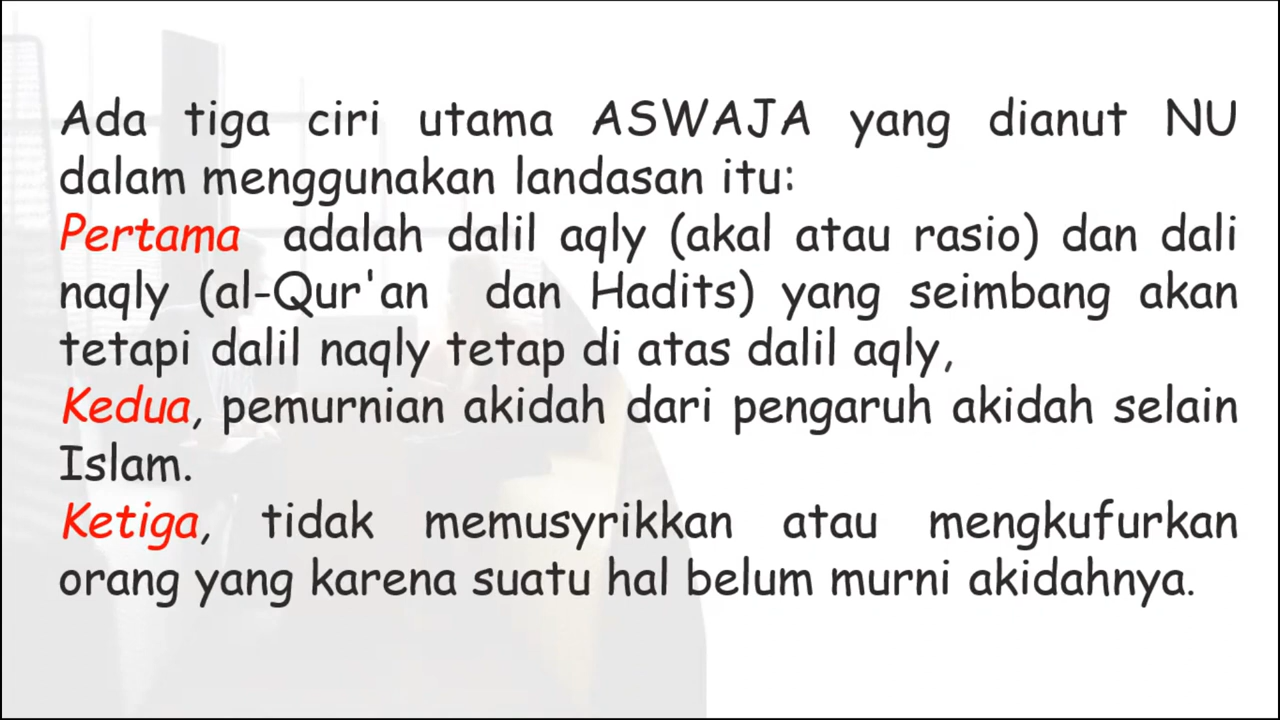 Ada tiga ciri utama ASWAJA yang dianut NU
dalam menggunakan landasan itu:
Pertama adalah dalil aqly (akal atau rasio) dan dali
naqly (al-Qur'an dan Hadits) yang seimbang akan
tetapi dalil naqly tetap di atas dalil aqly,
Kedua, pemurnian akidah dari pengaruh akidah selain
Islam.
Ketiga, tidak memusyrikkan atau mengkufurkan
orang yang karena suatu hal belum murni akidahnya.